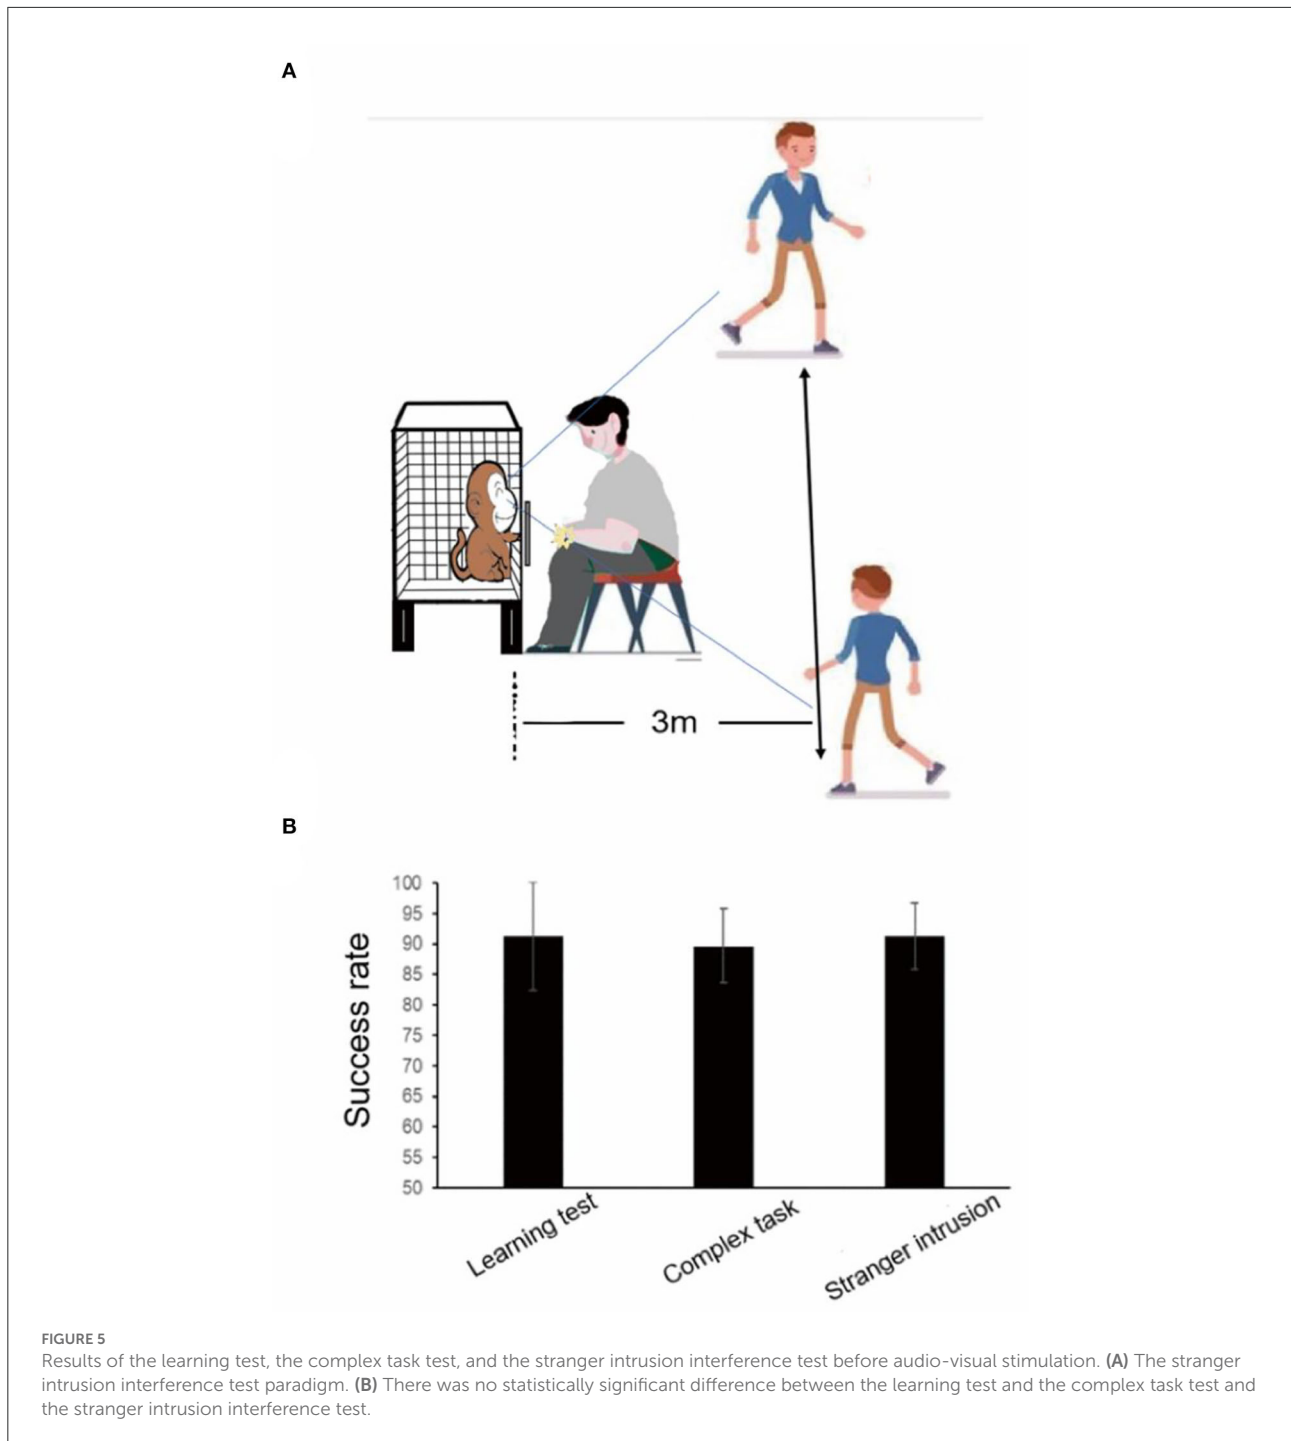 A
3m
B
100
95
90
85
80
75
70
65
60
55
50
Success rate
Learning test
Complex task
Stranger intrusion
FIGURE 5
Results of the learning test, the complex task test, and the stranger intrusion interference test before audio-visual stimulation. (A) The stranger
intrusion interference test paradigm. (B) There was no statistically significant difference between the learning test and the complex task test and
the stranger intrusion interference test.